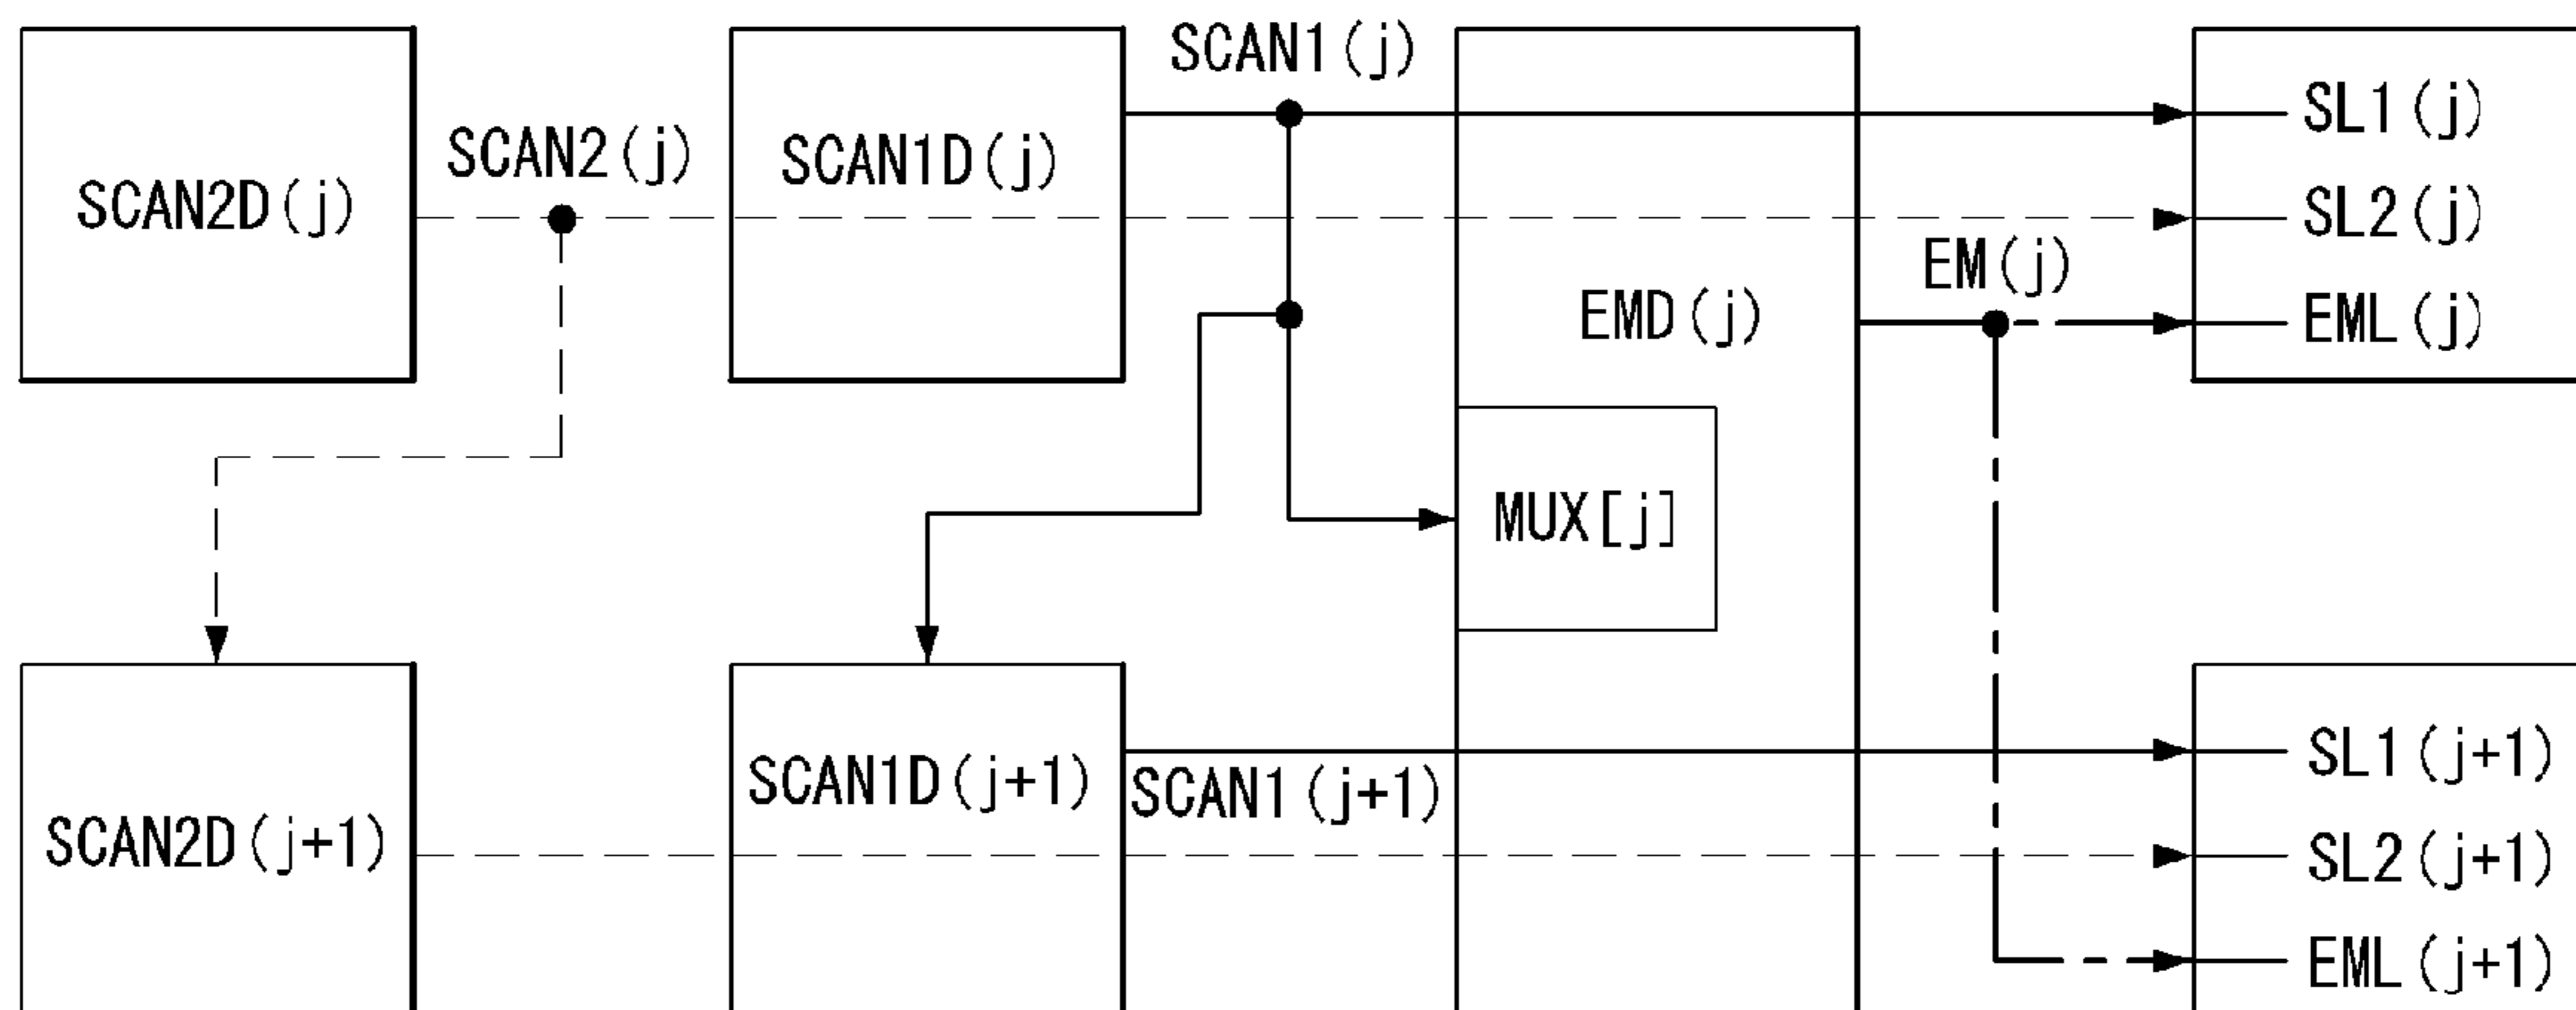 SCAN1(j)
SCAN2(j)
SCAN2D(j)
SCAN1D(j)
SL1(j)
SL2(j)
EM(j)
EMD(j)
EML(j)
MUX[j]
SCAN1D(j+1)
SCAN1(j+1)
SL1(j+1)
SCAN2D(j+1)
SL2(j+1)
EML(j+1)